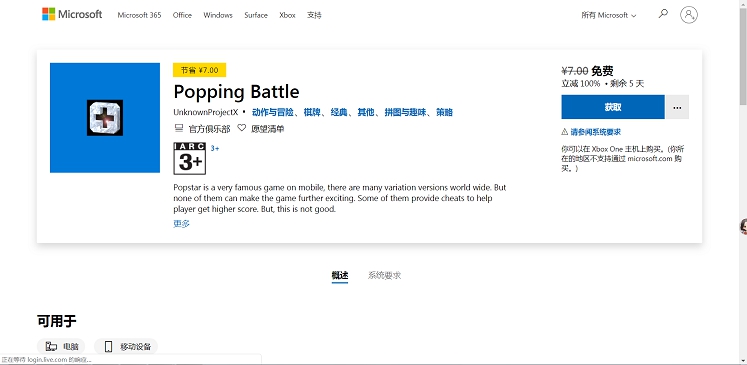 Microsoft
Microsoft 365 Office Windows Surface Xbox 支持
所有 Microsoft
节省 ¥7.00
Popping Battle
UnknownProjectX • 动作与冒险、棋牌、经典、其他、拼图与趣味、策略
官方俱乐部 愿望清单
IARC
3+
3+
Popstar is a very famous game on mobile, there are many variation versions world wide. But
none of them can make the game further exciting. Some of them provide cheats to help
player get higher score. But, this is not good.
更多
¥7.00 免费
立减 100% • 剩余 5 天
获取
请参阅系统要求
你可以在 Xbox One 主机上购买。(你所
在的地区不支持通过 microsoft.com 购
买。)
概述 系统要求
可用于
电脑 移动设备
正在等待 login.live.com 的响应...